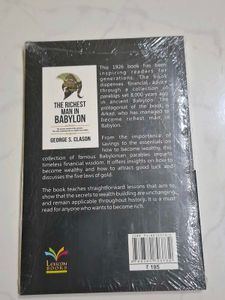 This 1926 book has been
inspiring readers for
generations. The book
dispenses financial advice
through a collection of
parables set 8,000 years ago
in ancient Babylon. The
protagonist of the book is
Arkad, who has managed to
become richest man in
Babylon.
THE RICHEST
MAN IN
BABYLON
GEORGE S. CLASON
From the importance of
savings to the essentials on
how to become wealthy, this
collection of famous Babylonian parables impart
timeless financial wisdom. It offers insights on how to
become wealthy and how to attract good luck and
discusses the five laws of gold.
The book teaches straightforward lessons that aim to
show that the secrets to wealth building are unchanging
and remain applicable throughout history. It is a must
read for anyone who wants to become rich.
LEXICON
BOOKS
₹ 195